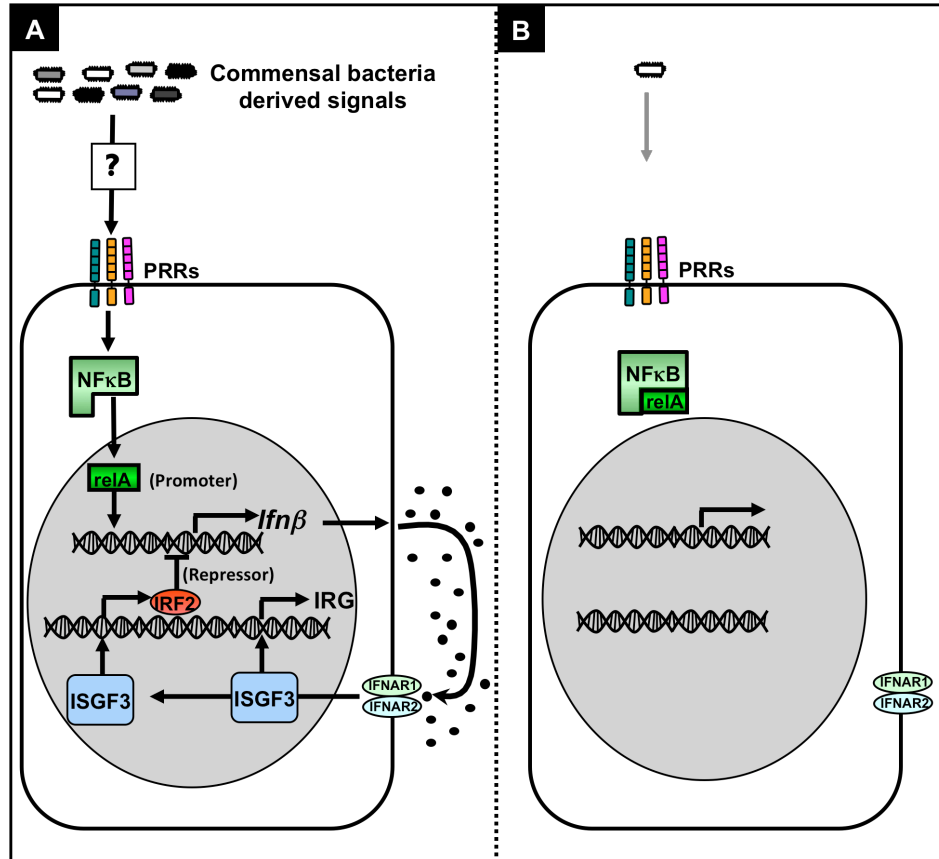 A
Commensal bacteria
derived signals
?
PRRs
NFκB
relA
(Promoter)
Ifnβ
(Repressor)
IRF2
IRG
ISGF3
ISGF3
IFNAR1
IFNAR2
B
PRRs
NFκB
relA
IFNAR1
IFNAR2